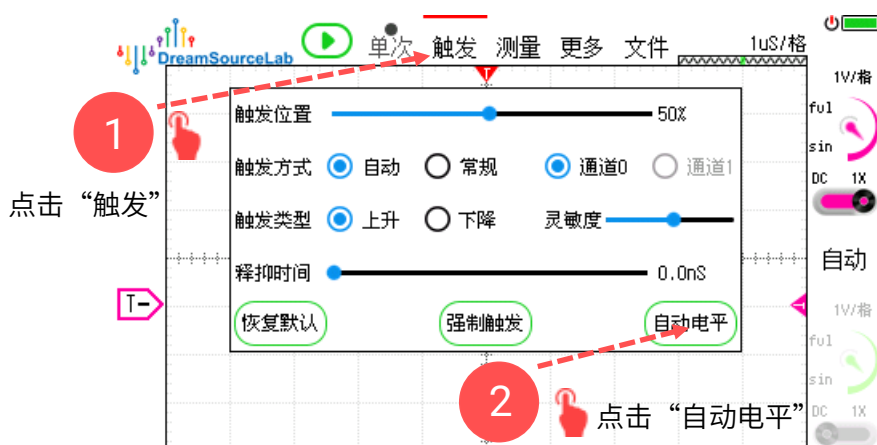 DreamSourceLab
单次 触发 测量 更多 文件
1uS/格
T
1V/格
ful
sin
DC 1X
自动
1V/格
ful
sin
DC 1X
触发位置 50%
触发方式 自动 常规 通道0 通道1
触发类型 上升 下降 灵敏度
释抑时间 0.0nS
恢复默认 强制触发 自动电平
T
1
点击“触发”
2
点击“自动电平”